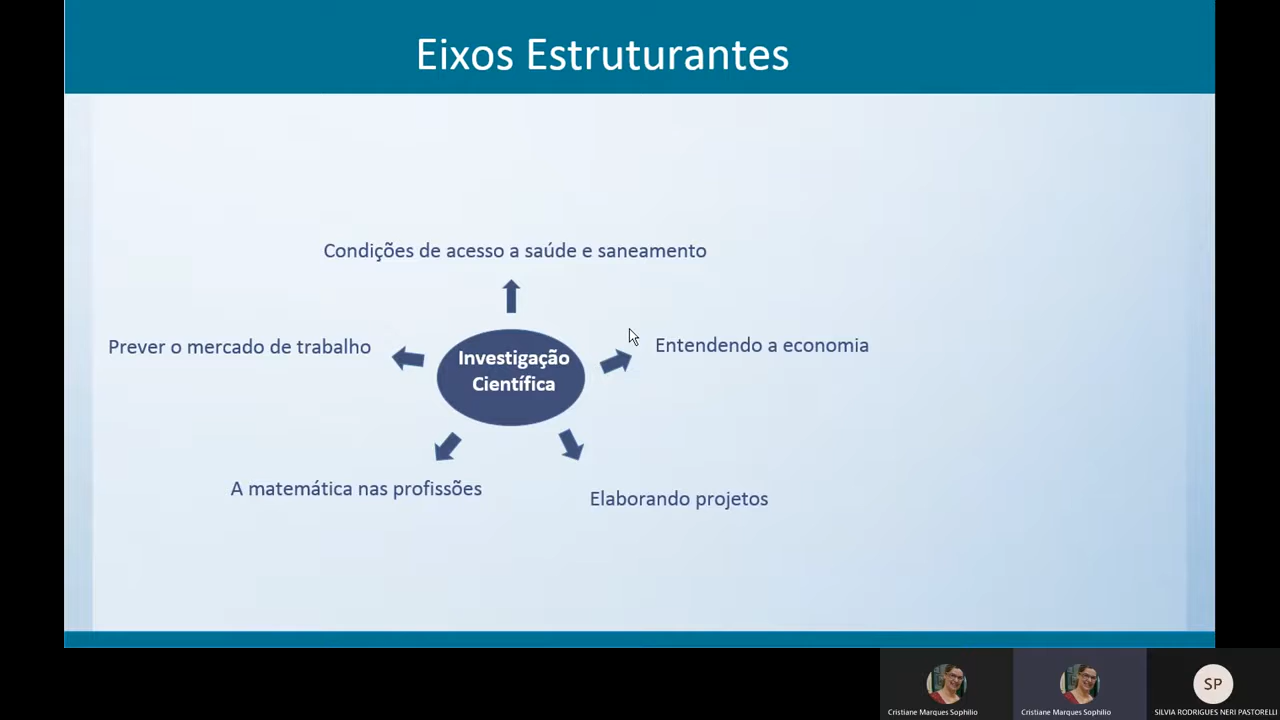 Eixos Estruturantes
Condições de acesso a saúde e saneamento
Prever o mercado de trabalho
Investigação
Científica
Entendendo a economia
A matemática nas profissões
Elaborando projetos
SP
Cristiane Marques Sophilio
Cristiane Marques Sophilio
SILVIA RODRIGUES NERI PASTORELLI